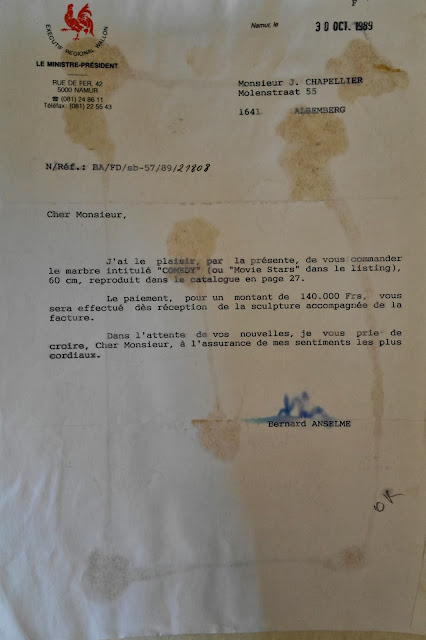 F
Namur, le 30 OCT. 1989
EXECUTIF REGIONAL WALLON
LE MINISTRE-PRÉSIDENT
RUE DE FER, 42
5000 NAMUR
☎ (081) 24 86 11
Téléfax: (081) 22 55 43
Monsieur J. CHAPELLIER
Molenstraat 55
1641 ALSEMBERG
N/Réf.: BA/FD/sb-57/89/21808
Cher Monsieur,
J'ai le plaisir, par la présente, de vous commander
le marbre intitulé "COMEDY" (ou "Movie Stars" dans le listing),
60 cm, reproduit dans le catalogue en page 27.
Le paiement, pour un montant de 140.000 Frs, vous
sera effectué dès réception de la sculpture accompagnée de la
facture.
Dans l'attente de vos nouvelles, je vous prie de
croire, Cher Monsieur, à l'assurance de mes sentiments les plus
cordiaux.
Bernard ANSELME
OK